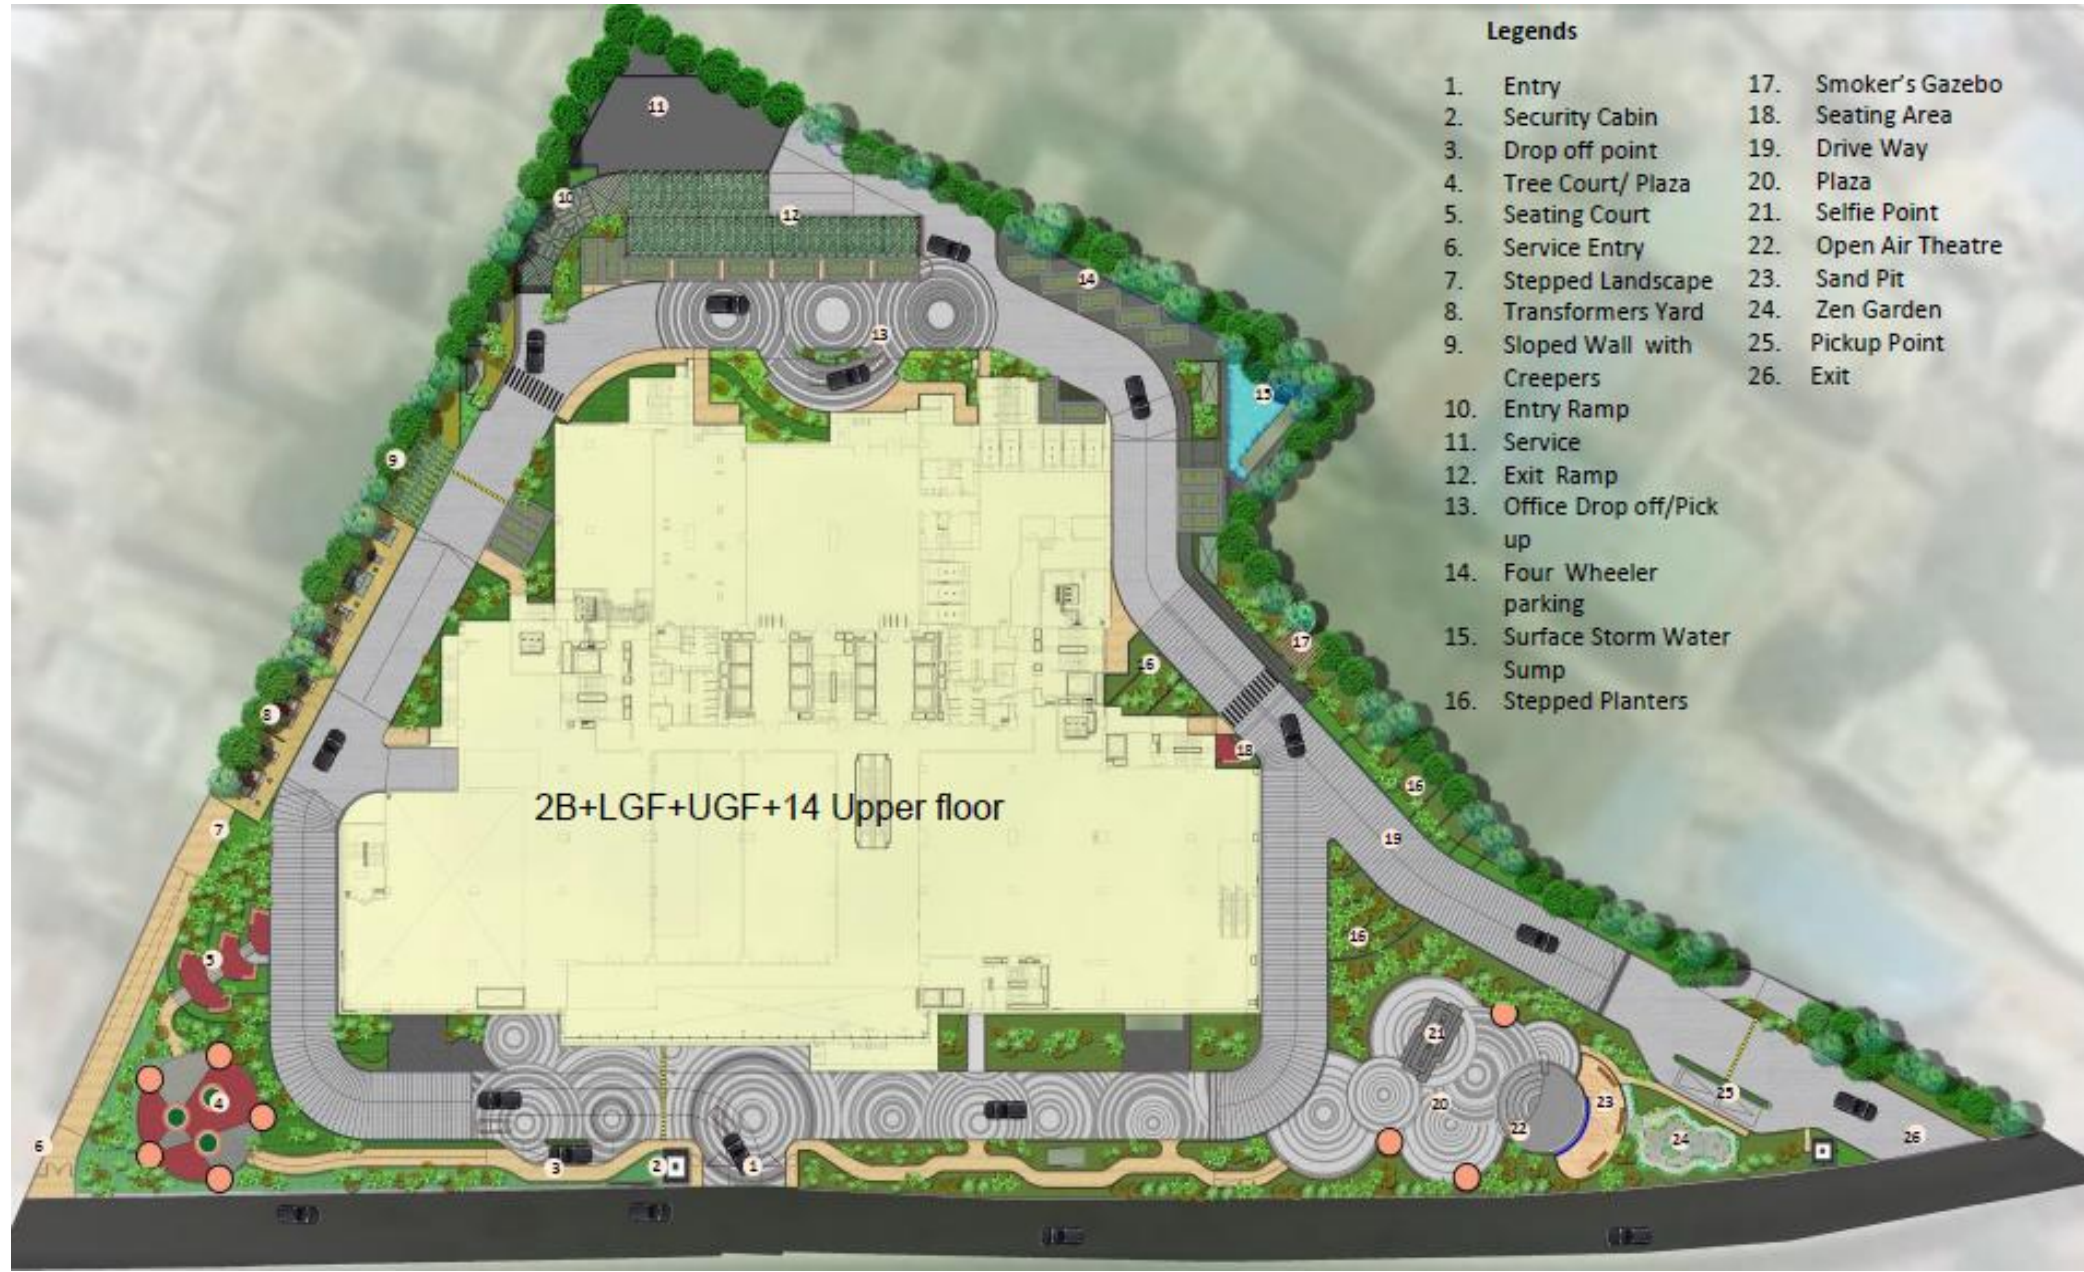 Legends
1. Entry
2. Security Cabin
3. Drop off point
4. Tree Court/ Plaza
5. Seating Court
6. Service Entry
7. Stepped Landscape
8. Transformers Yard
9. Sloped Wall with
Creepers
10. Entry Ramp
11. Service
12. Exit Ramp
13. Office Drop off/Pick
up
14. Four Wheeler
parking
15. Surface Storm Water
Sump
16. Stepped Planters
17. Smoker's Gazebo
18. Seating Area
19. Drive Way
20. Plaza
21. Selfie Point
22. Open Air Theatre
23. Sand Pit
24. Zen Garden
25. Pickup Point
26. Exit
11
10
12
14
13
15
9
17
16
8
18
2B+LGF+UGF+14 Upper floor
16
7
19
16
5
21
25
4
20
23
22
24
26
6
3
2
1